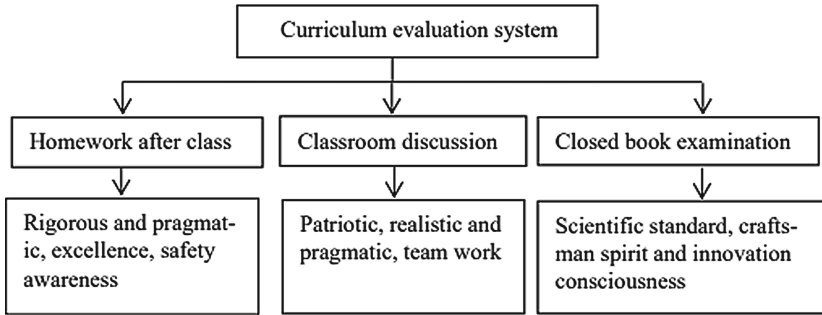 Curriculum evaluation system
Homework after class
Classroom discussion
Closed book examination
Rigorous and pragmat-
ic, excellence, safety
awareness
Patriotic, realistic and
pragmatic, team work
Scientific standard, crafts-
man spirit and innovation
consciousness